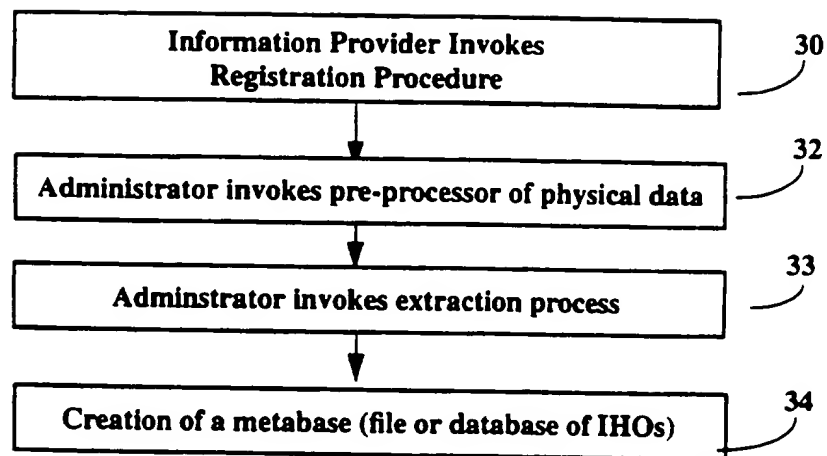 Information Provider Invokes
Registration Procedure
30
Administrator invokes pre-processor of physical data
32
Adminstrator invokes extraction process
33
Creation of a metabase (file or database of IHOs)
34